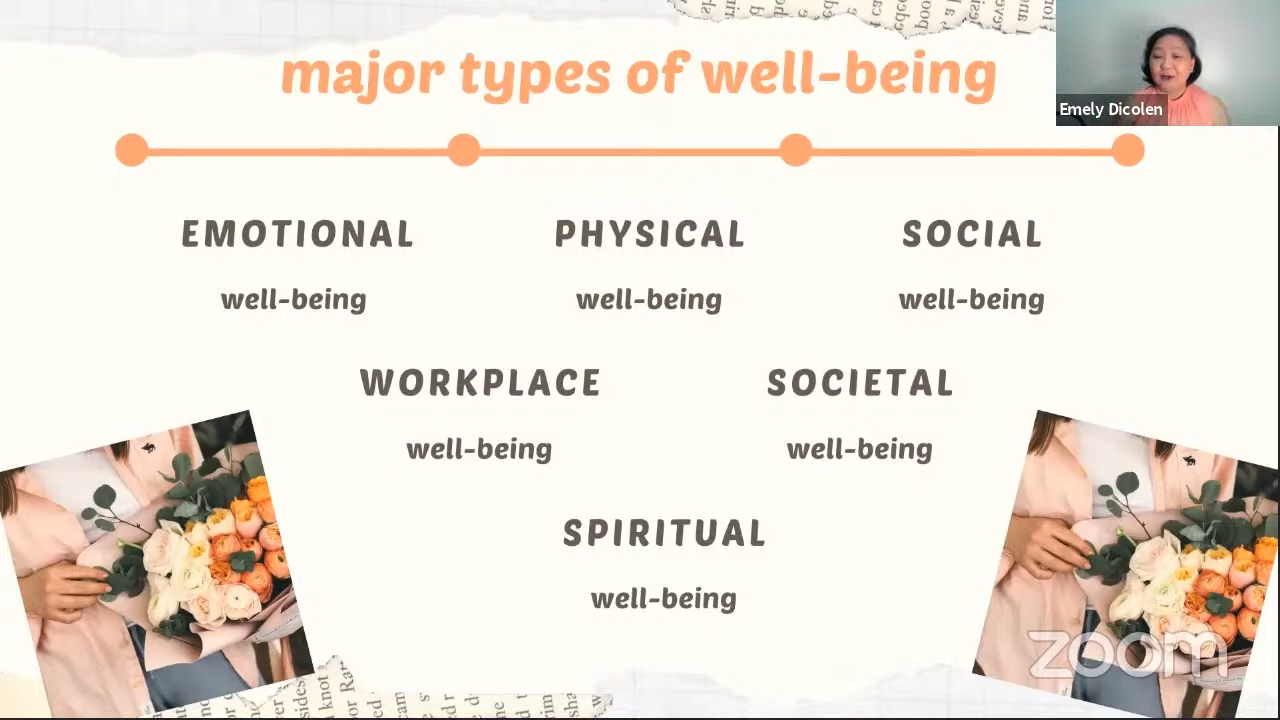 major types of well-being
Emely Dicolen
EMOTIONAL
PHYSICAL
SOCIAL
well-being
well-being
well-being
WORKPLACE
SOCIETAL
well-being
well-being
SPIRITUAL
well-being
zoom